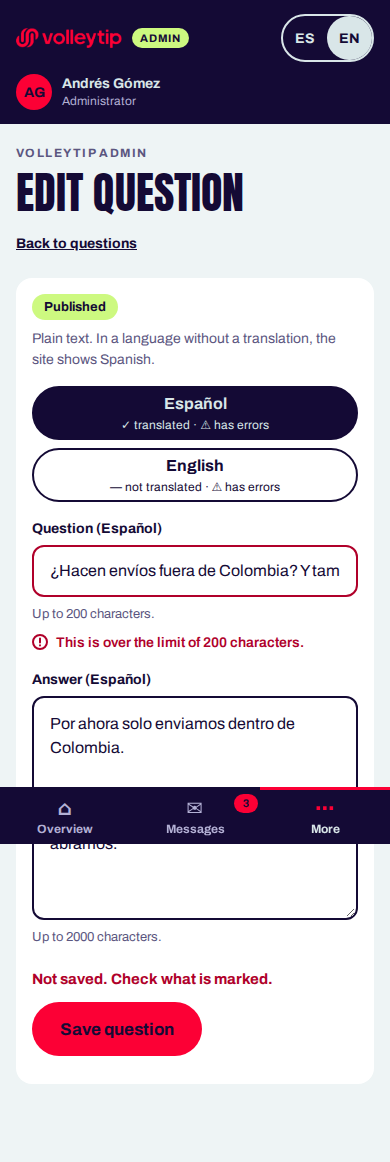 volleytip ADMIN ES EN
AG Andrés Gómez
Administrator
VOLLEYTIP ADMIN
EDIT QUESTION
Back to questions
Published
Plain text. In a language without a translation, the
site shows Spanish.
Español
✓ translated · ⚠ has errors
English
— not translated · ⚠ has errors
Question (Español)
¿Hacen envíos fuera de Colombia? Y tam
Up to 200 characters.
This is over the limit of 200 characters.
Answer (Español)
Por ahora solo enviamos dentro de
Colombia.
3
Overview Messages More
abramos.
Up to 2000 characters.
Not saved. Check what is marked.
Save question